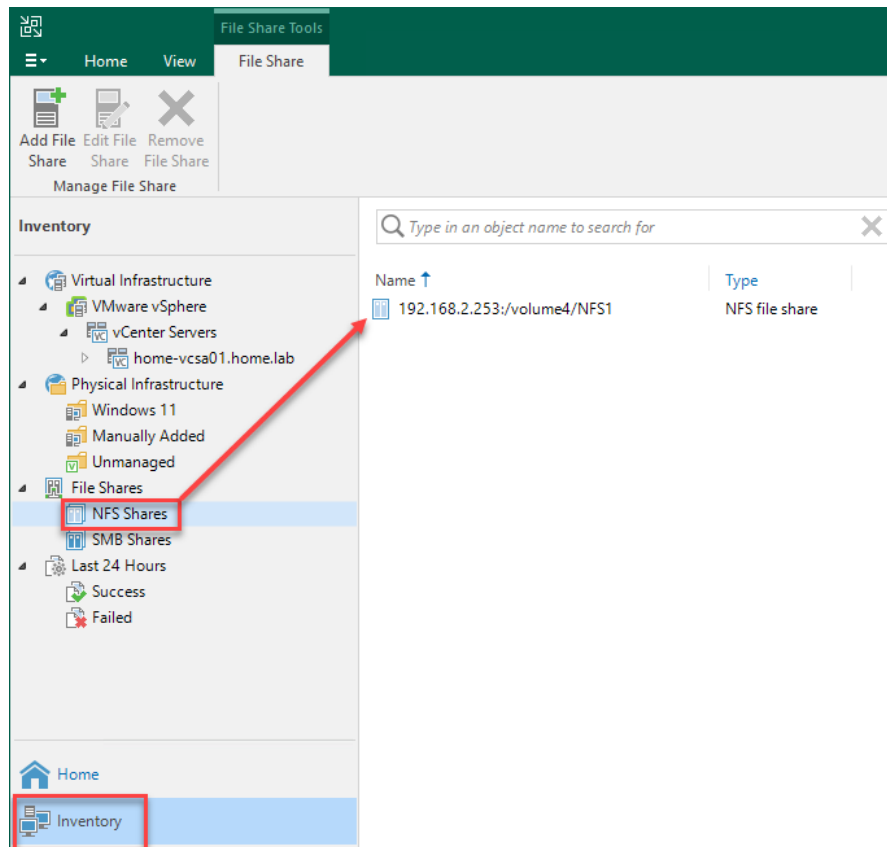 File Share Tools
Home View File Share
Add File Edit File Remove
Share Share File Share
Manage File Share
Inventory
Type in an object name to search for
Name Type
192.168.2.253:/volume4/NFS1 NFS file share
Virtual Infrastructure
VMware vSphere
vCenter Servers
home-vcsa01.home.lab
Physical Infrastructure
Windows 11
Manually Added
Unmanaged
File Shares
NFS Shares
SMB Shares
Last 24 Hours
Success
Failed
Home
Inventory